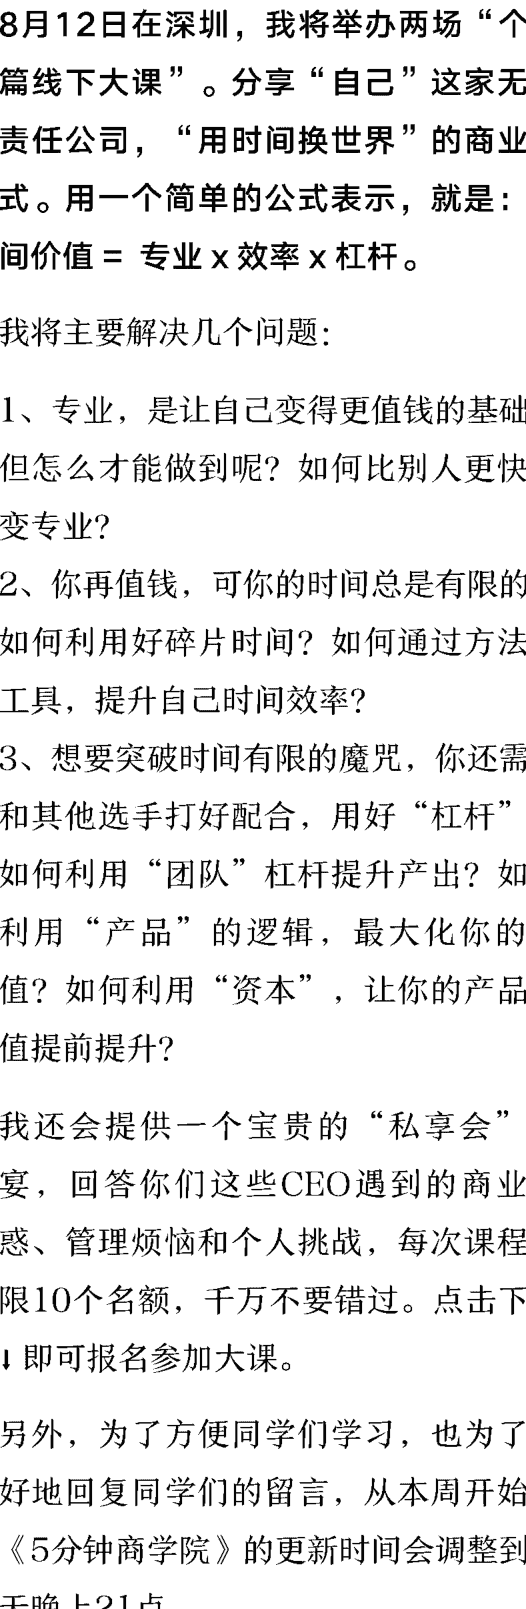 8月12日在深圳，我将举办两场“个
篇线下大课”。分享“自己”这家无
责任公司，“用时间换世界”的商业
式。用一个简单的公式表示，就是：
间价值 = 专业 x 效率 x 杠杆。
我将主要解决几个问题：
1、专业，是让自己变得更值钱的基础
但怎么才能做到呢？如何比别人更快
变专业？
2、你再值钱，可你的时间总是有限的
如何利用好碎片时间？如何通过方法
工具，提升自己时间效率？
3、想要突破时间有限的魔咒，你还需
和其他选手打好配合，用好“杠杆”
如何利用“团队”杠杆提升产出？如
利用“产品”的逻辑，最大化你的
值？如何利用“资本”，让你的产品
值提前提升？
我还会提供一个宝贵的“私享会”
宴，回答你们这些CEO遇到的商业
惑、管理烦恼和个人挑战，每次课程
限10个名额，千万不要错过。点击下
⬇即可报名参加大课。
另外，为了方便同学们学习，也为了
好地回复同学们的留言，从本周开始
《5分钟商学院》的更新时间会调整到
天晚上21点